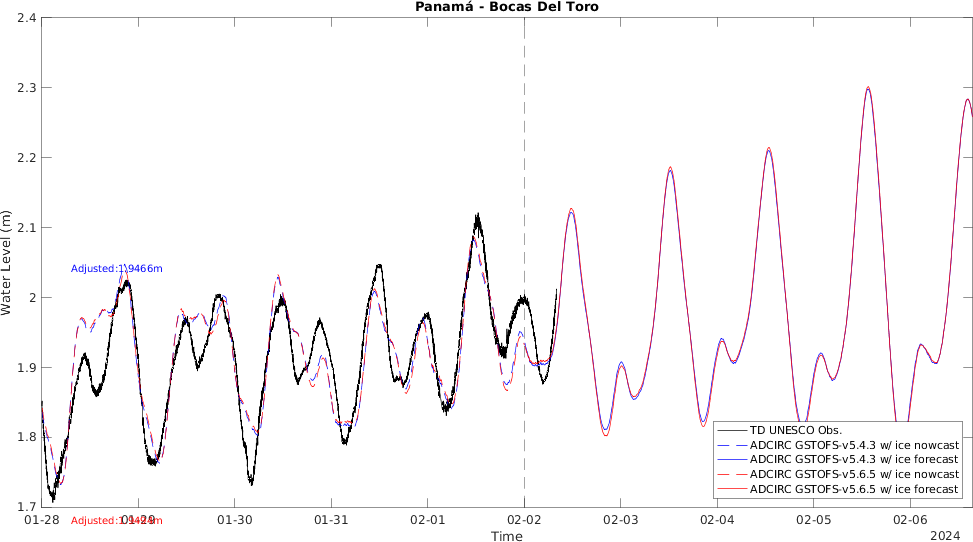 Panamá - Bocas Del Toro
Water Level (m)
2.4
2.3
2.2
2.1
2
1.9
1.8
1.7
Adjusted:1.9466m
TD UNESCO Obs.
ADCIRC GSTOFS-v5.4.3 w/ ice nowcast
ADCIRC GSTOFS-v5.4.3 w/ ice forecast
ADCIRC GSTOFS-v5.6.5 w/ ice nowcast
ADCIRC GSTOFS-v5.6.5 w/ ice forecast
01-28
01-29
01-30
01-31
02-01
02-02
02-03
02-04
02-05
02-06
Time
2024